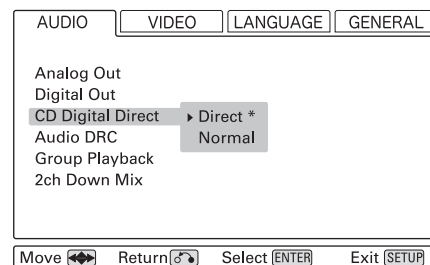 AUDIO VIDEO LANGUAGE GENERAL
Analog Out
Digital Out
CD Digital Direct Direct *
Audio DRC Normal
Group Playback
2ch Down Mix
Move Return Select ENTER Exit SETUP